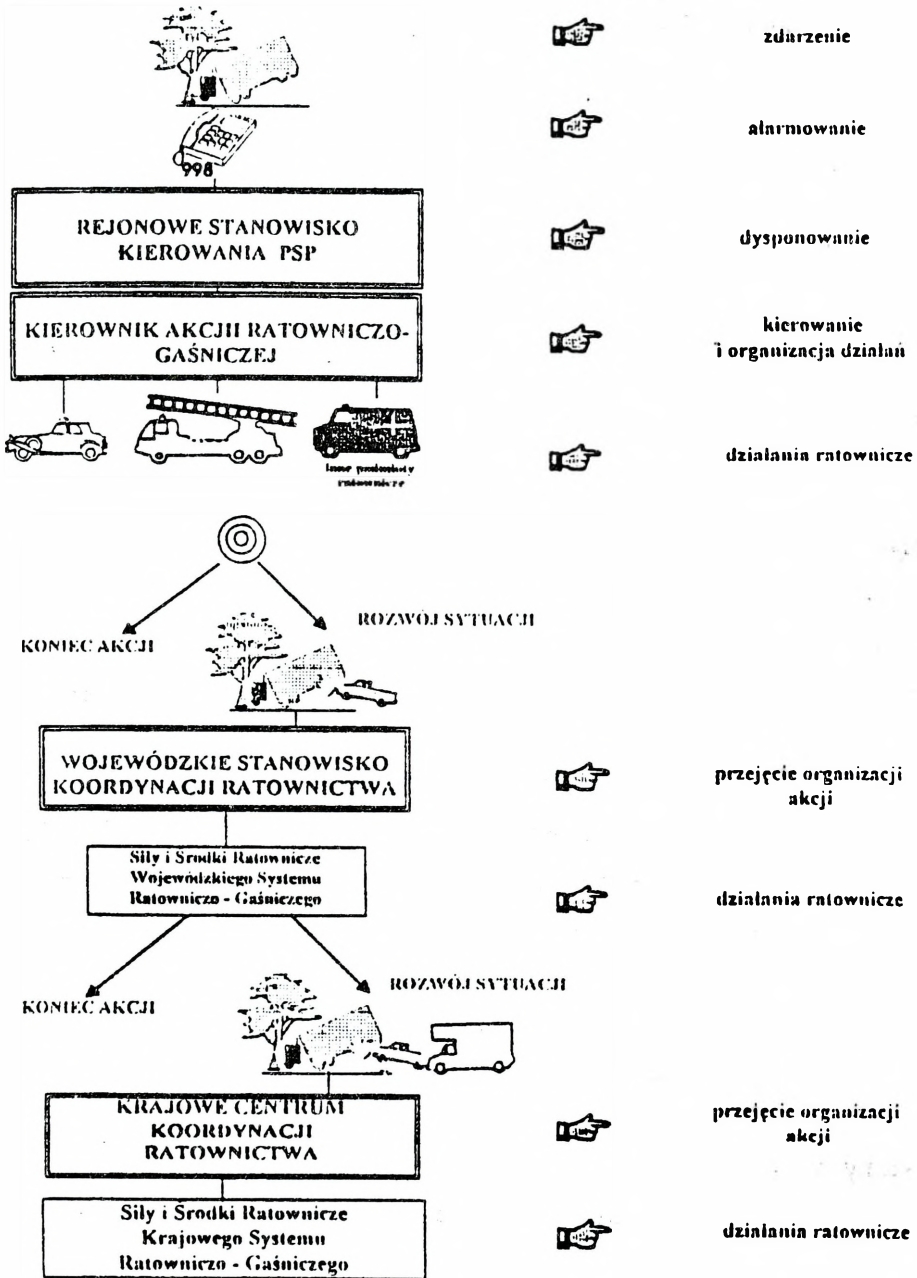 zdarzenie
alarmowanie
998
REJONOWE STANOWISKO
KIEROWANIA PSP
dysponowanie
KIEROWNIK AKCJI RATOWNICZO-
GAŚNICZEJ
kierowanie
i organizacja działań
Inne podmioty
ratownicze
działania ratownicze
KONIEC AKCJI
ROZWÓJ SYTUACJI
WOJEWÓDZKIE STANOWISKO
KOORDYNACJI RATOWNICTWA
przejęcie organizacji
akcji
Siły i Środki Ratownicze
Wojewódzkiego Systemu
Ratowniczo - Gaśniczego
działania ratownicze
KONIEC AKCJI
ROZWÓJ SYTUACJI
KRAJOWE CENTRUM
KOORDYNACJI
RATOWNICTWA
przejęcie organizacji
akcji
Siły i Środki Ratownicze
Krajowego Systemu
Ratowniczo - Gaśniczego
działania ratownicze